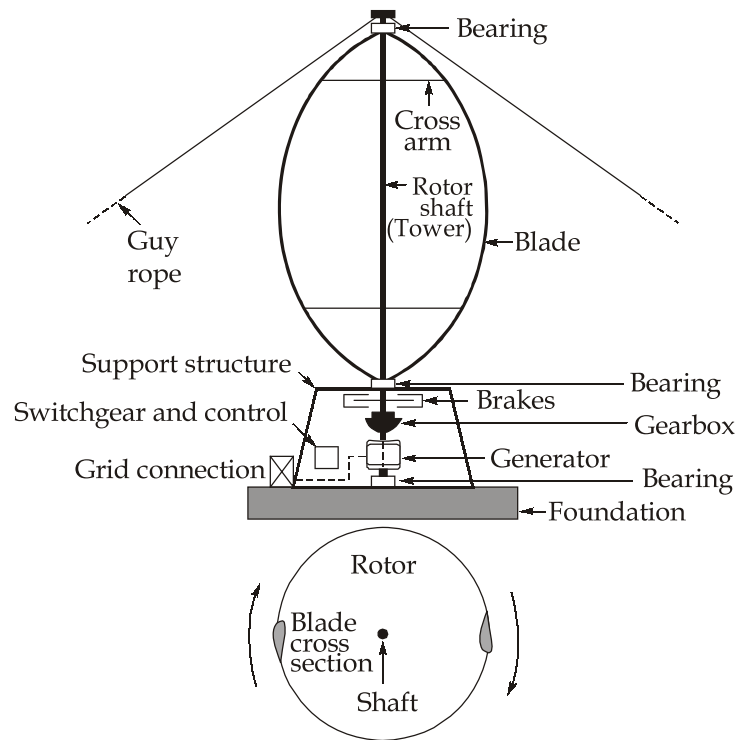 Bearing
Cross
arm
Rotor
shaft
(Tower)
Blade
Guy
rope
Support structure
Bearing
Brakes
Switchgear and control
Gearbox
Grid connection
Generator
Bearing
Foundation
Rotor
Blade
cross
section
Shaft